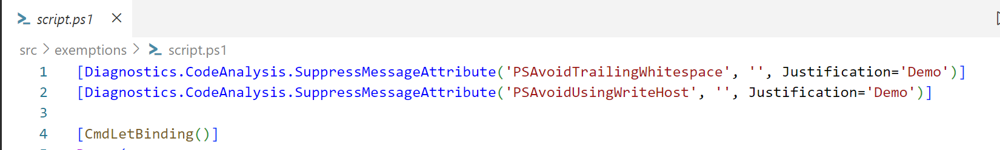 script.ps1
src > exemptions > script.ps1
1 [Diagnostics.CodeAnalysis.SuppressMessageAttribute('PSAvoidTrailingWhitespace', '', Justification='Demo')]
2 [Diagnostics.CodeAnalysis.SuppressMessageAttribute('PSAvoidUsingWriteHost', '', Justification='Demo')]
3
4 [CmdLetBinding()]